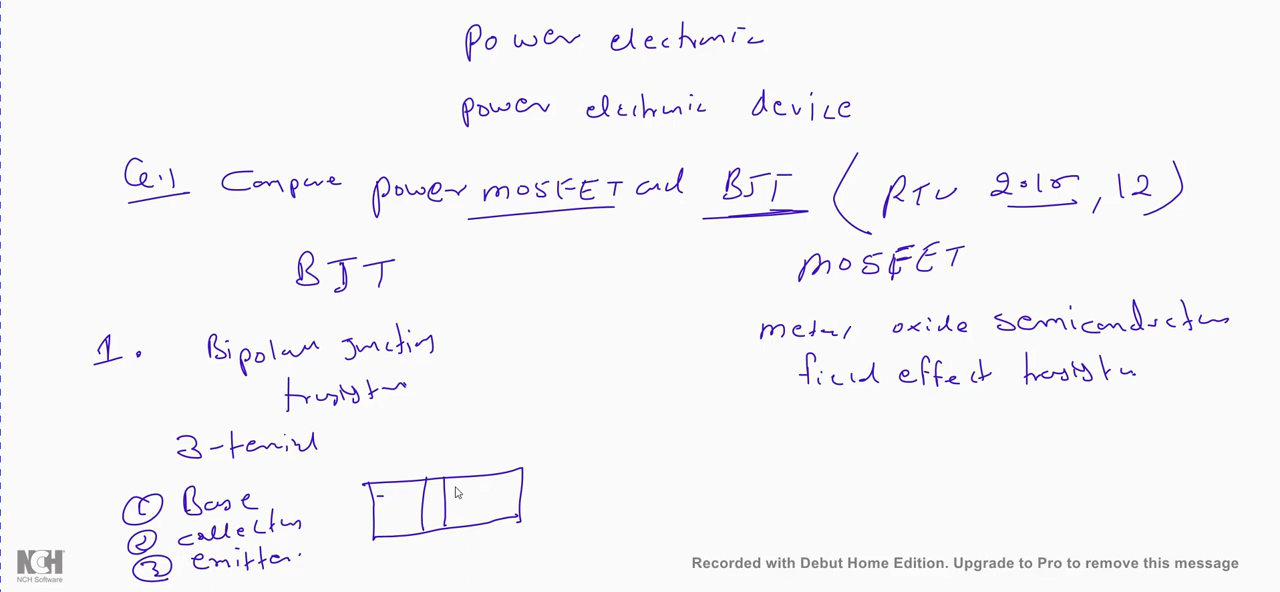 Power electronic
power electronic device
Q.1 Compare power MOSFET and BJT (RTU 2015, 12)
BJT
MOSFET
1. Bipolar junction
transistor
metal oxide semiconductor
field effect transistor
3-terminal
① Base
② collector
③ emitter.
NCH
NCH Software
Recorded with Debut Home Edition. Upgrade to Pro to remove this message